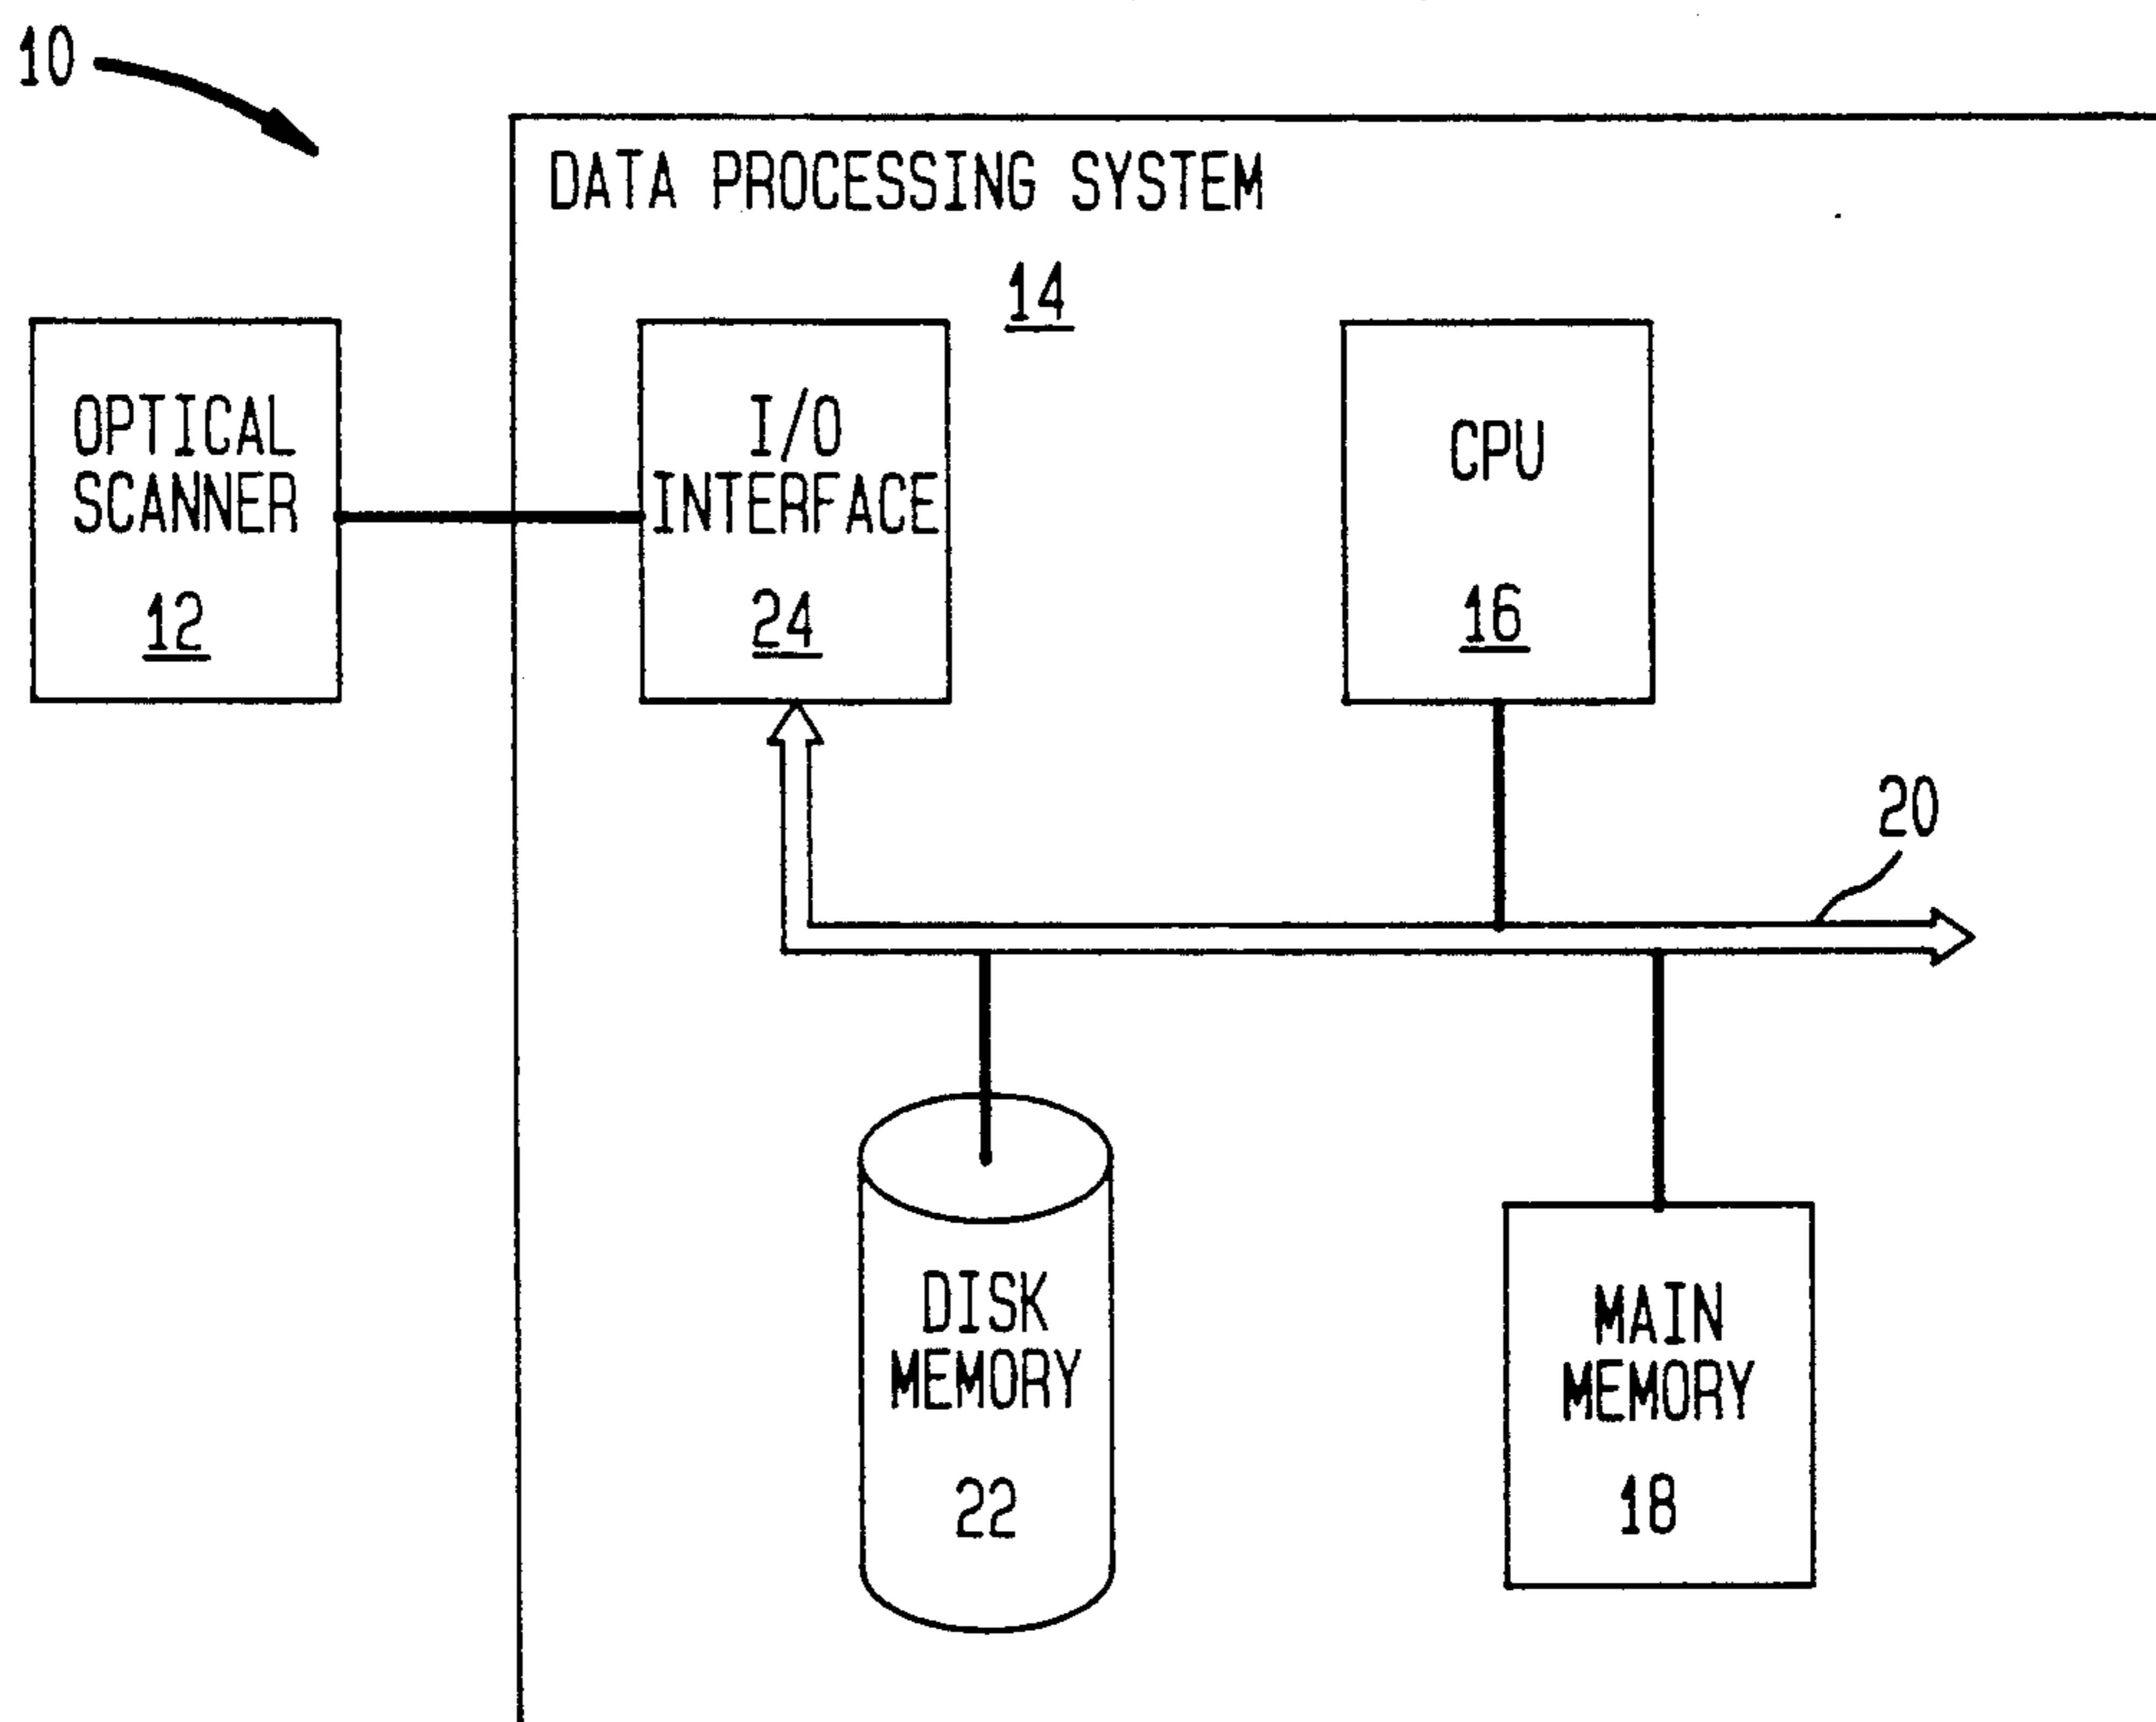 10
DATA PROCESSING SYSTEM
14
OPTICAL
SCANNER
12
I/O
INTERFACE
24
CPU
16
20
DISK
MEMORY
22
MAIN
MEMORY
18